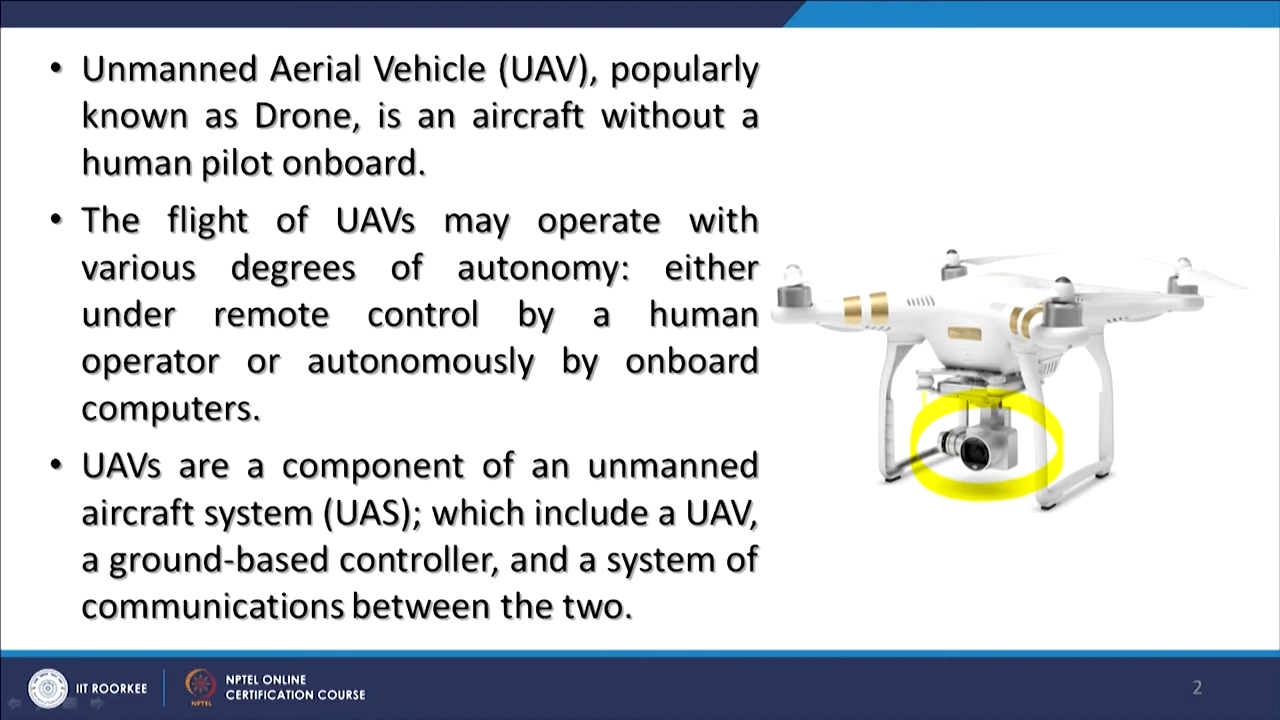 • Unmanned Aerial Vehicle (UAV), popularly
known as Drone, is an aircraft without a
human pilot onboard.
• The flight of UAVs may operate with
various degrees of autonomy: either
under remote control by a human
operator or autonomously by onboard
computers.
• UAVs are a component of an unmanned
aircraft system (UAS); which include a UAV,
a ground-based controller, and a system of
communications between the two.
IIT ROORKEE
NPTEL
NPTEL ONLINE
CERTIFICATION COURSE
2